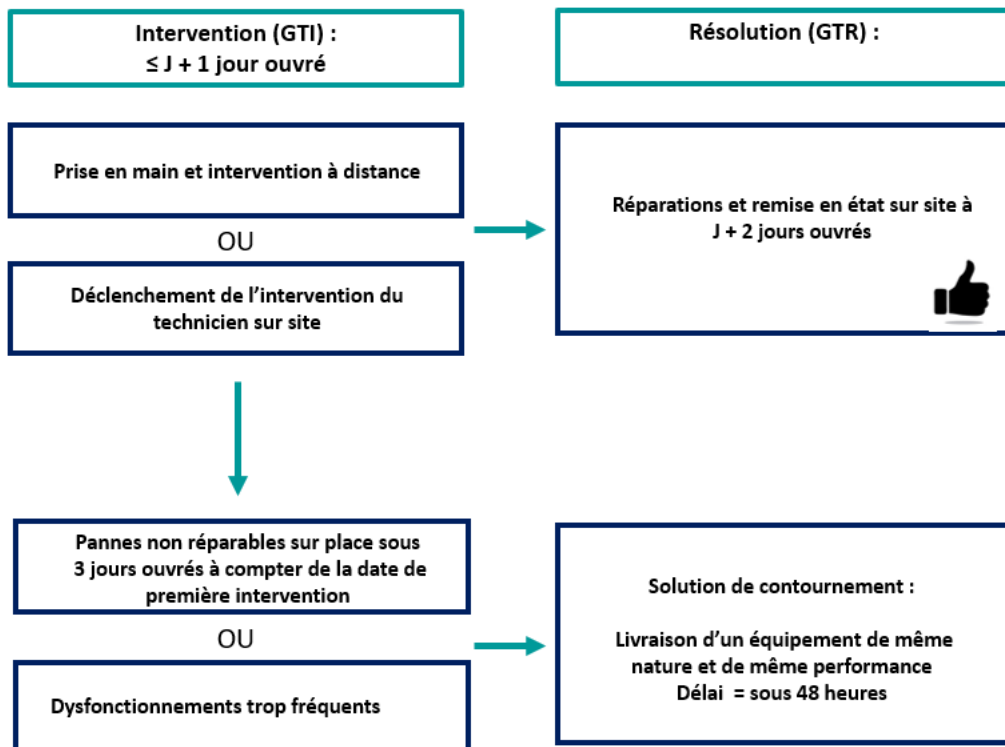 Intervention (GTI) :
≤ J + 1 jour ouvré
Résolution (GTR) :
Prise en main et intervention à distance
OU
Déclenchement de l'intervention du
technicien sur site
Réparations et remise en état sur site à
J + 2 jours ouvrés
Pannes non réparables sur place sous
3 jours ouvrés à compter de la date de
première intervention
OU
Dysfonctionnements trop fréquents
Solution de contournement :
Livraison d'un équipement de même
nature et de même performance
Délai = sous 48 heures